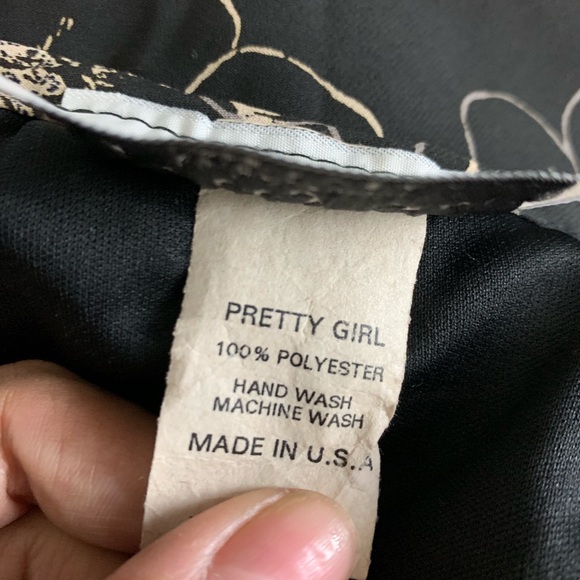 PRETTY GIRL
100% POLYESTER
HAND WASH
MACHINE WASH
MADE IN U.S.A